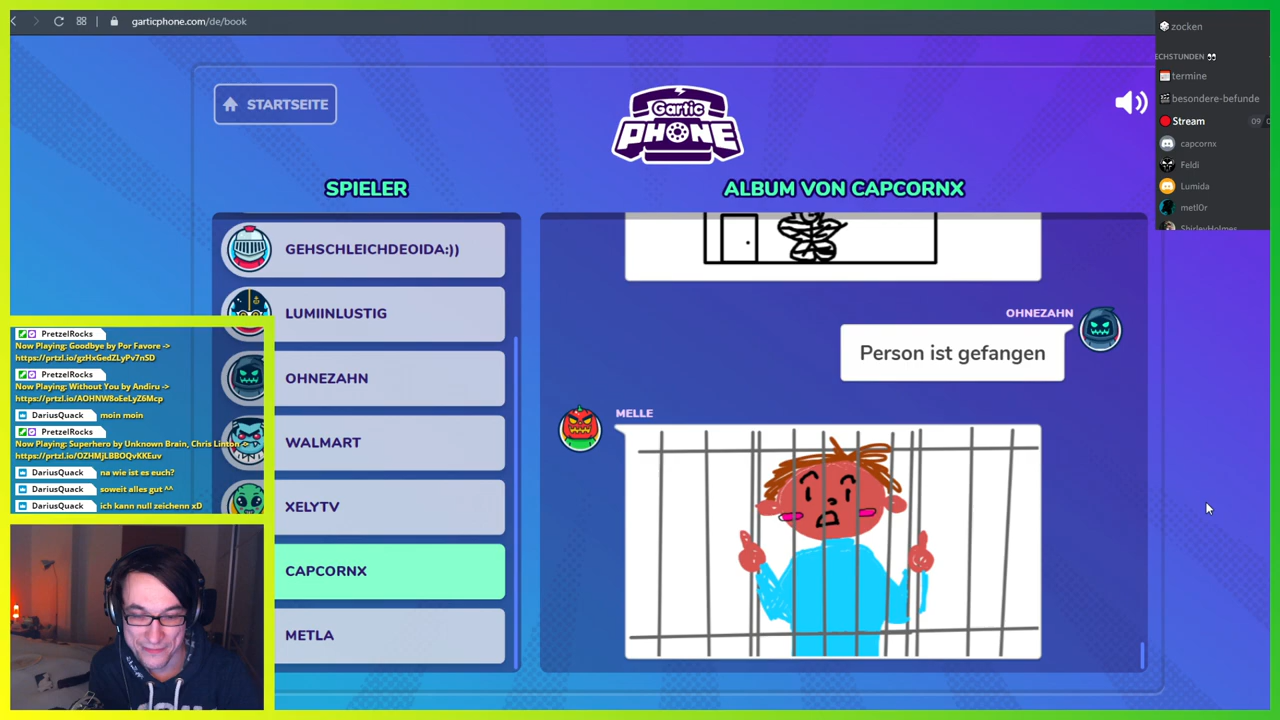 garticphone.com/de/book
zocken
ECHSTUNDEN
termine
besondere-befunde
Stream
09
capcornx
Feldi
Lumida
metl0r
ShirleyHolmes
STARTSEITE
Gartic
PHONE
SPIELER
GEHSCHLEICHDEOIDA:))
LUMIINLUSTIG
OHNEZAHN
WALMART
XELYTV
CAPCORNX
METLA
ALBUM VON CAPCORNX
OHNEZAHN
Person ist gefangen
MELLE
PretzelRocks
Now Playing: Goodbye by Por Favore ->
https://prtzl.io/gzHxGedZLyPv7nSD
PretzelRocks
Now Playing: Without You by Andiru ->
https://prtzl.io/AOHNW8oEeLyZ6Mcp
DariusQuack moin moin
PretzelRocks
Now Playing: Superhero by Unknown Brain, Chris Linton ->
https://prtzl.io/OZHMjLBBOQvKKEuv
DariusQuack na wie ist es euch?
DariusQuack soweit alles gut ^^
DariusQuack ich kann null zeichenn xD